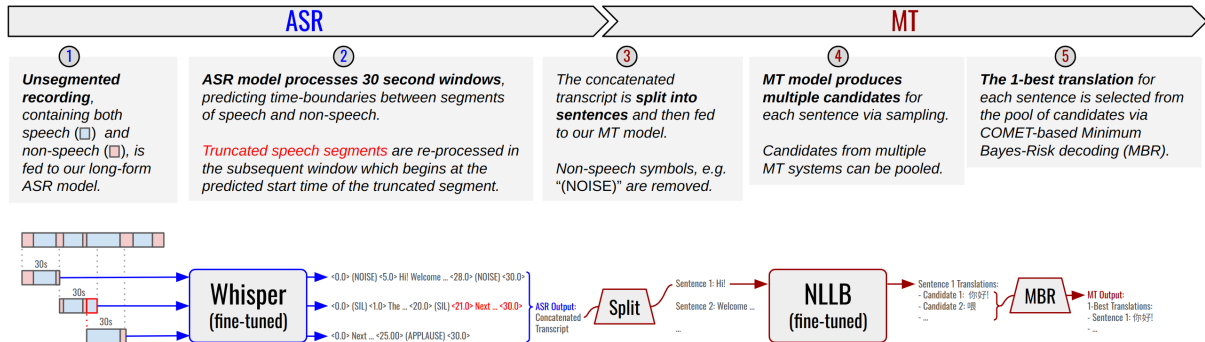 ASR
MT
1
Unsegmented
recording,
containing both
speech ( ) and
non-speech ( ), is
fed to our long-form
ASR model.
2
ASR model processes 30 second windows,
predicting time-boundaries between segments
of speech and non-speech.
Truncated speech segments are re-processed in
the subsequent window which begins at the
predicted start time of the truncated segment.
3
The concatenated
transcript is split into
sentences and then fed
to our MT model.
Non-speech symbols, e.g.
“(NOISE)” are removed.
4
MT model produces
multiple candidates for
each sentence via sampling.
Candidates from multiple
MT systems can be pooled.
5
The 1-best translation for
each sentence is selected from
the pool of candidates via
COMET-based Minimum
Bayes-Risk decoding (MBR).
30s
30s
30s
Whisper
(fine-tuned)
<0.0> (NOISE) <5.0> Hi! Welcome ... <28.0> (NOISE) <30.0>
<0.0> (SIL) <1.0> The ... <20.0> (SIL) <21.0> Next ... <30.0>
<0.0> Next ... <25.00> (APPLAUSE) <30.0>
ASR Output:
Concatenated
Transcript
Split
Sentence 1: Hi!
Sentence 2: Welcome ...
...
NLLB
(fine-tuned)
Sentence 1 Translations:
- Candidate 1: 你好!
- Candidate 2: 喂
- ...
MBR
MT Output:
1-Best Translations:
- Sentence 1: 你好!
- ...